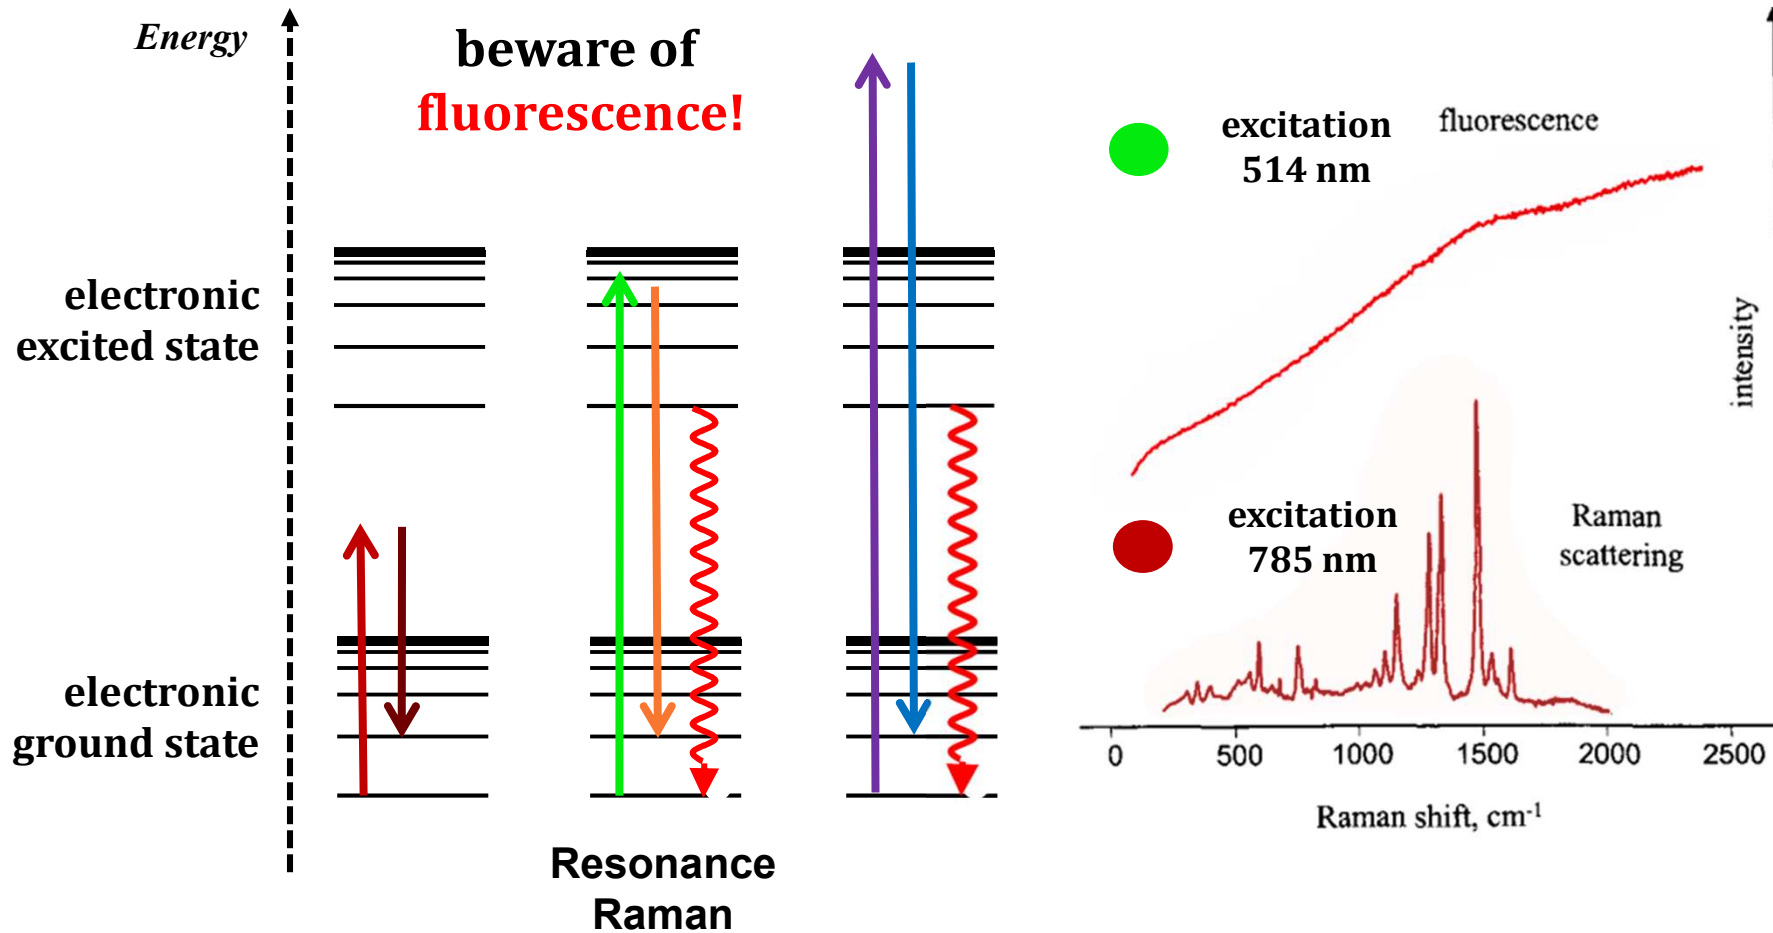 Energy
beware of
fluorescence!
electronic
excited state
electronic
ground state
Resonance
Raman
excitation
514 nm
fluorescence
intensity
excitation
785 nm
Raman
scattering
0 500 1000 1500 2000 2500
Raman shift, cm⁻¹